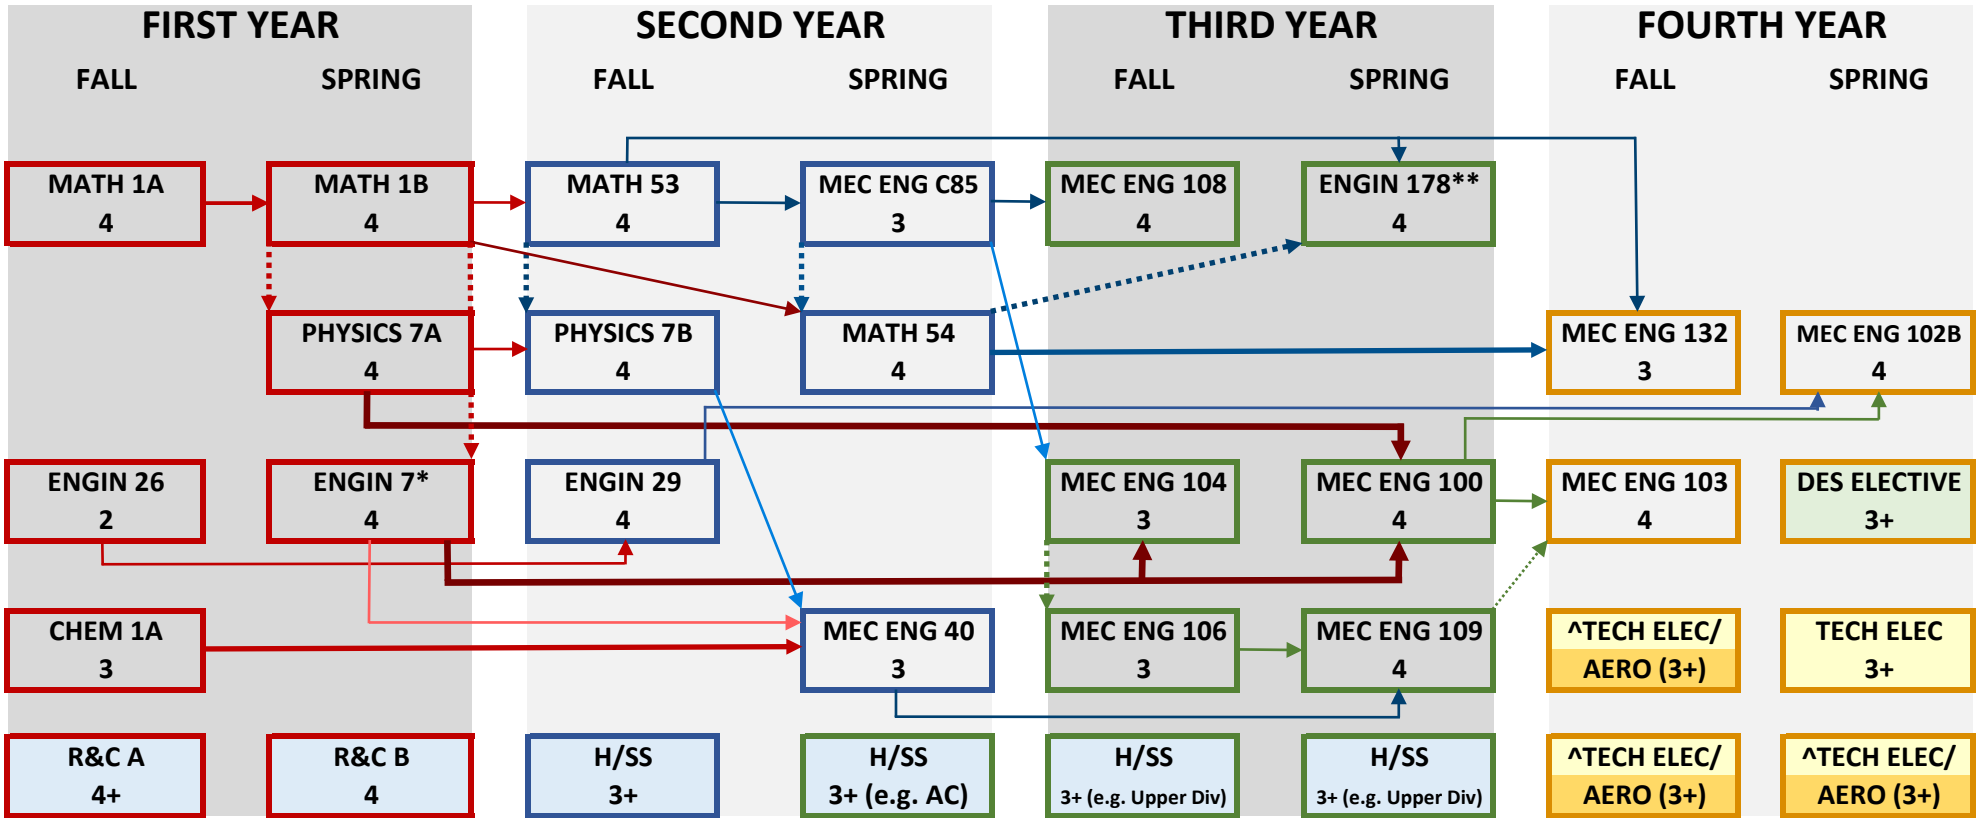 FIRST YEAR
SECOND YEAR
THIRD YEAR
FOURTH YEAR
FALL
SPRING
FALL
SPRING
FALL
SPRING
FALL
SPRING
MATH 1A
4
MATH 1B
4
MATH 53
4
MEC ENG C85
3
MEC ENG 108
4
ENGIN 178**
4
PHYSICS 7A
4
PHYSICS 7B
4
MATH 54
4
MEC ENG 132
3
MEC ENG 102B
4
ENGIN 26
2
ENGIN 7*
4
ENGIN 29
4
MEC ENG 104
3
MEC ENG 100
4
MEC ENG 103
4
DES ELECTIVE
3+
CHEM 1A
3
MEC ENG 40
3
MEC ENG 106
3
MEC ENG 109
4
^TECH ELEC/
AERO (3+)
TECH ELEC
3+
R&C A
4+
R&C B
4
H/SS
3+
H/SS
3+ (e.g. AC)
H/SS
3+ (e.g. Upper Div)
H/SS
3+ (e.g. Upper Div)
^TECH ELEC/
AERO (3+)
^TECH ELEC/
AERO (3+)